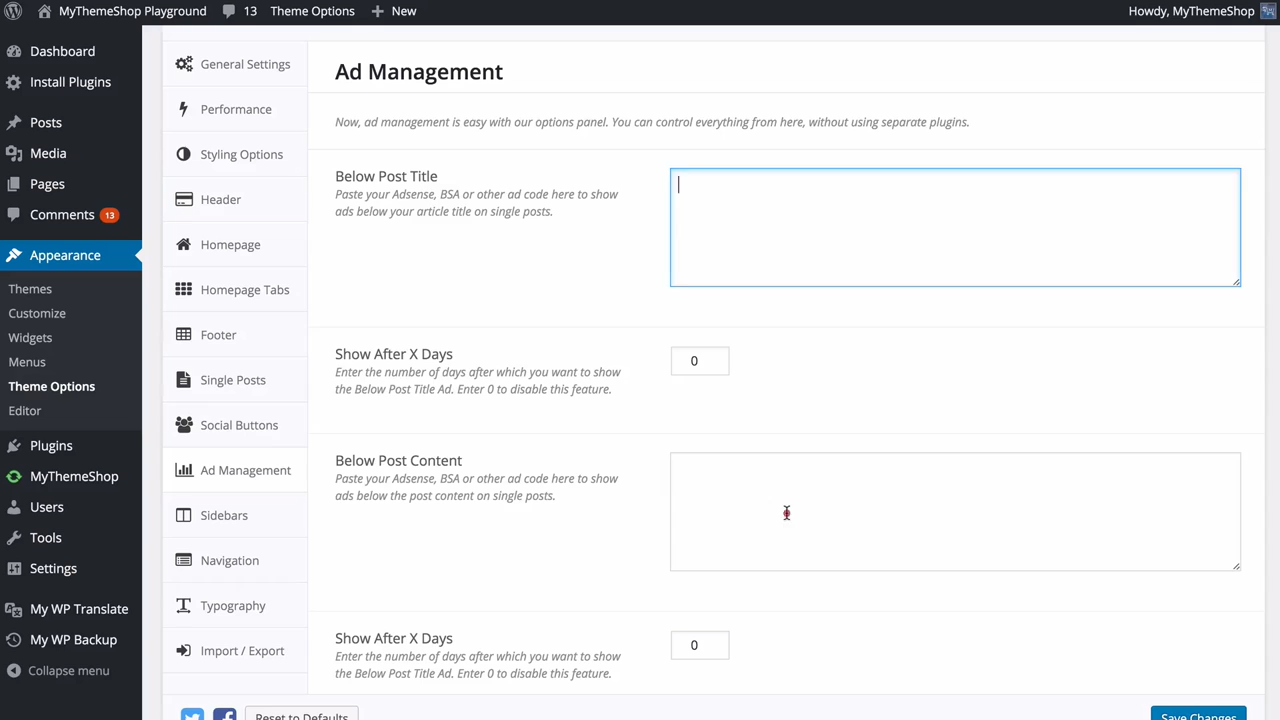 MyThemeShop Playground 13 Theme Options New Howdy, MyThemeShop
Dashboard
Install Plugins
Posts
Media
Pages
Comments 13
Appearance
Themes
Customize
Widgets
Menus
Theme Options
Editor
Plugins
MyThemeShop
Users
Tools
Settings
My WP Translate
My WP Backup
Collapse menu
General Settings
Performance
Styling Options
Header
Homepage
Homepage Tabs
Footer
Single Posts
Social Buttons
Ad Management
Sidebars
Navigation
Typography
Import / Export
Ad Management
Now, ad management is easy with our options panel. You can control everything from here, without using separate plugins.
Below Post Title
Paste your Adsense, BSA or other ad code here to show
ads below your article title on single posts.
Show After X Days
Enter the number of days after which you want to show
the Below Post Title Ad. Enter 0 to disable this feature.
0
Below Post Content
Paste your Adsense, BSA or other ad code here to show
ads below the post content on single posts.
Show After X Days
Enter the number of days after which you want to show
the Below Post Title Ad. Enter 0 to disable this feature.
0
Reset to Defaults
Save Changes